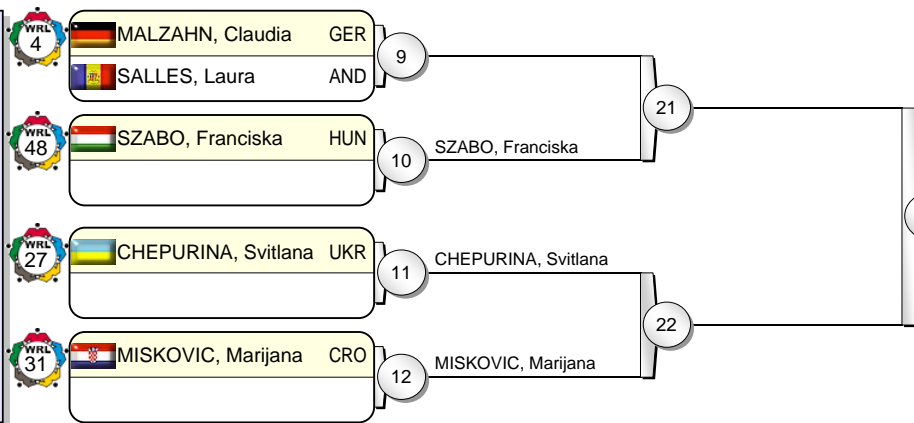 WRL
4
MALZAHN, Claudia GER
SALLES, Laura AND
9
21
WRL
48
SZABO, Franciska HUN
10
SZABO, Franciska
WRL
27
CHEPURINA, Svitlana UKR
11
CHEPURINA, Svitlana
22
WRL
31
MISKOVIC, Marijana CRO
12
MISKOVIC, Marijana